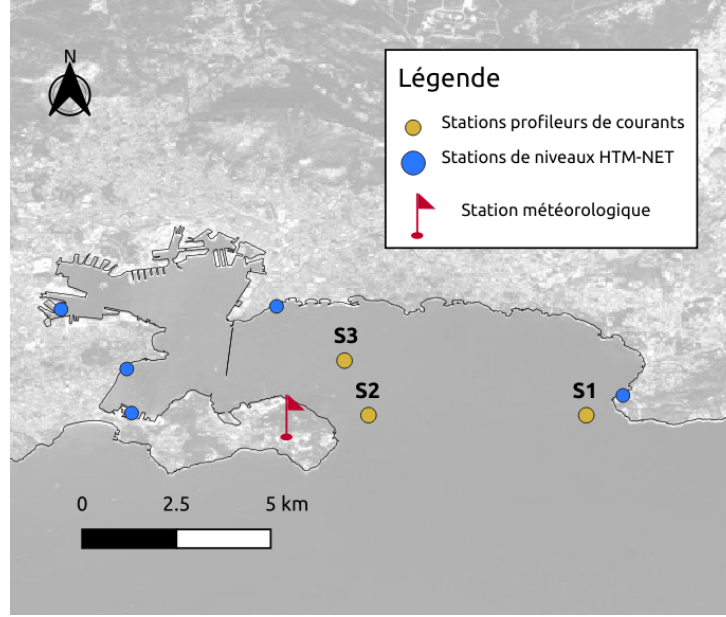 N
Légende
Stations profileurs de courants
Stations de niveaux HTM-NET
Station météorologique
S3
S2
S1
0 2.5 5 km